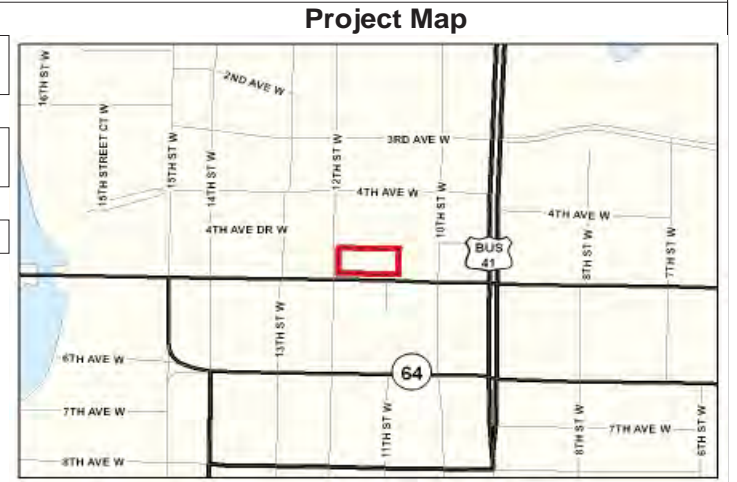 Project Map
16TH ST W
2ND AVE W
15TH STREET CT W
15TH ST W
14TH ST W
12TH ST W
3RD AVE W
4TH AVE W
10TH ST W
4TH AVE W
4TH AVE DR W
BUS
41
8TH ST W
7TH ST W
13TH ST W
6TH AVE W
64
7TH AVE W
11TH ST W
8TH ST W
7TH AVE W
6TH ST W
8TH AVE W